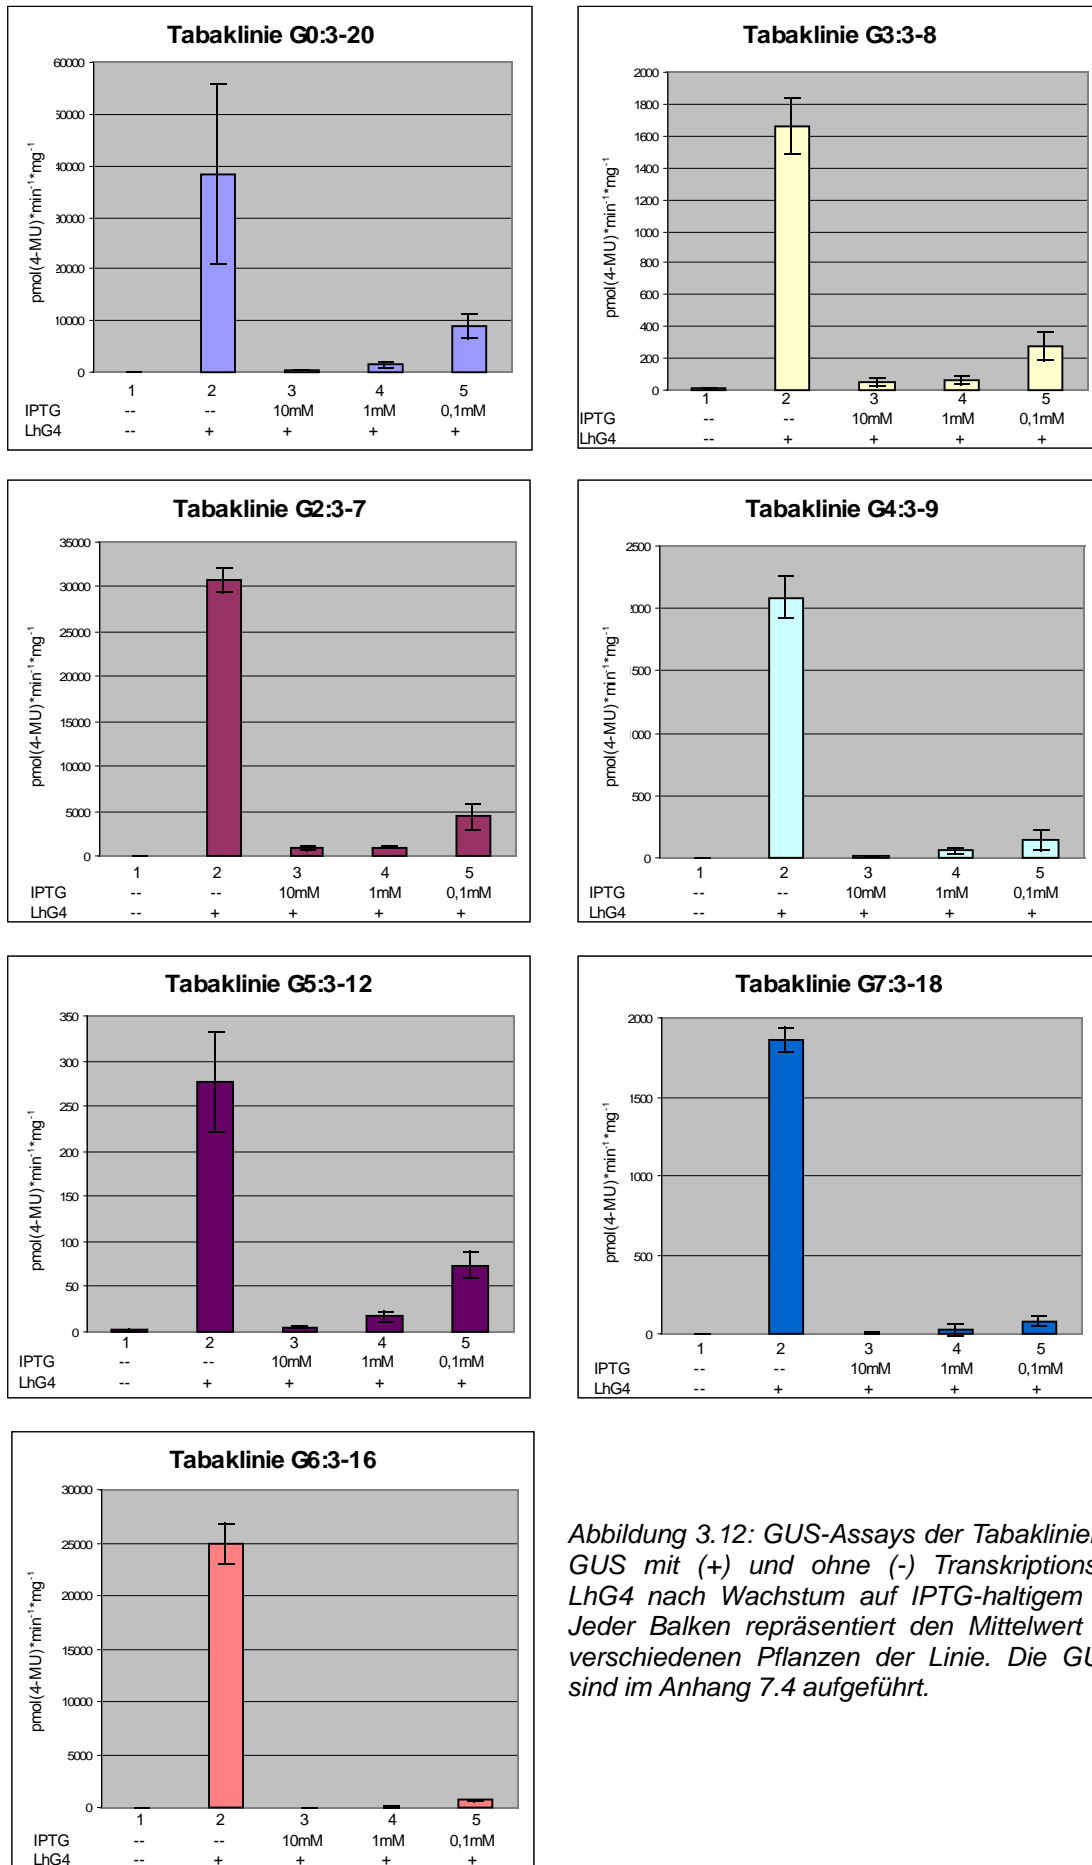 Tabaklinie G0:3-20
pmol(4-MU)*min-1*mg-1
60000
50000
40000
30000
20000
10000
0
1 2 3 4 5
IPTG -- -- 10mM 1mM 0,1mM
LhG4 -- + + + +
Tabaklinie G3:3-8
pmol(4-MU)*min-1*mg-1
2000
1800
1600
1400
1200
1000
800
600
400
200
0
1 2 3 4 5
IPTG -- -- 10mM 1mM 0,1mM
LhG4 -- + + + +
Tabaklinie G2:3-7
pmol(4-MU)*min-1*mg-1
35000
30000
25000
20000
15000
10000
5000
0
1 2 3 4 5
IPTG -- -- 10mM 1mM 0,1mM
LhG4 -- + + + +
Tabaklinie G4:3-9
pmol(4-MU)*min-1*mg-1
2500
2000
1500
1000
500
0
1 2 3 4 5
IPTG -- -- 10mM 1mM 0,1mM
LhG4 -- + + + +
Tabaklinie G5:3-12
pmol(4-MU)*min-1*mg-1
350
300
250
200
150
100
50
0
1 2 3 4 5
IPTG -- -- 10mM 1mM 0,1mM
LhG4 -- + + + +
Tabaklinie G7:3-18
pmol(4-MU)*min-1*mg-1
2000
1500
1000
500
0
1 2 3 4 5
IPTG -- -- 10mM 1mM 0,1mM
LhG4 -- + + + +
Tabaklinie G6:3-16
pmol(4-MU)*min-1*mg-1
30000
25000
20000
15000
10000
5000
0
1 2 3 4 5
IPTG -- -- 10mM 1mM 0,1mM
LhG4 -- + + + +
Abbildung 3.12: GUS-Assays der Tabaklinie
GUS mit (+) und ohne (-) Transkriptions
LhG4 nach Wachstum auf IPTG-haltigem
Jeder Balken repräsentiert den Mittelwert
verschiedenen Pflanzen der Linie. Die GU
sind im Anhang 7.4 aufgeführt.